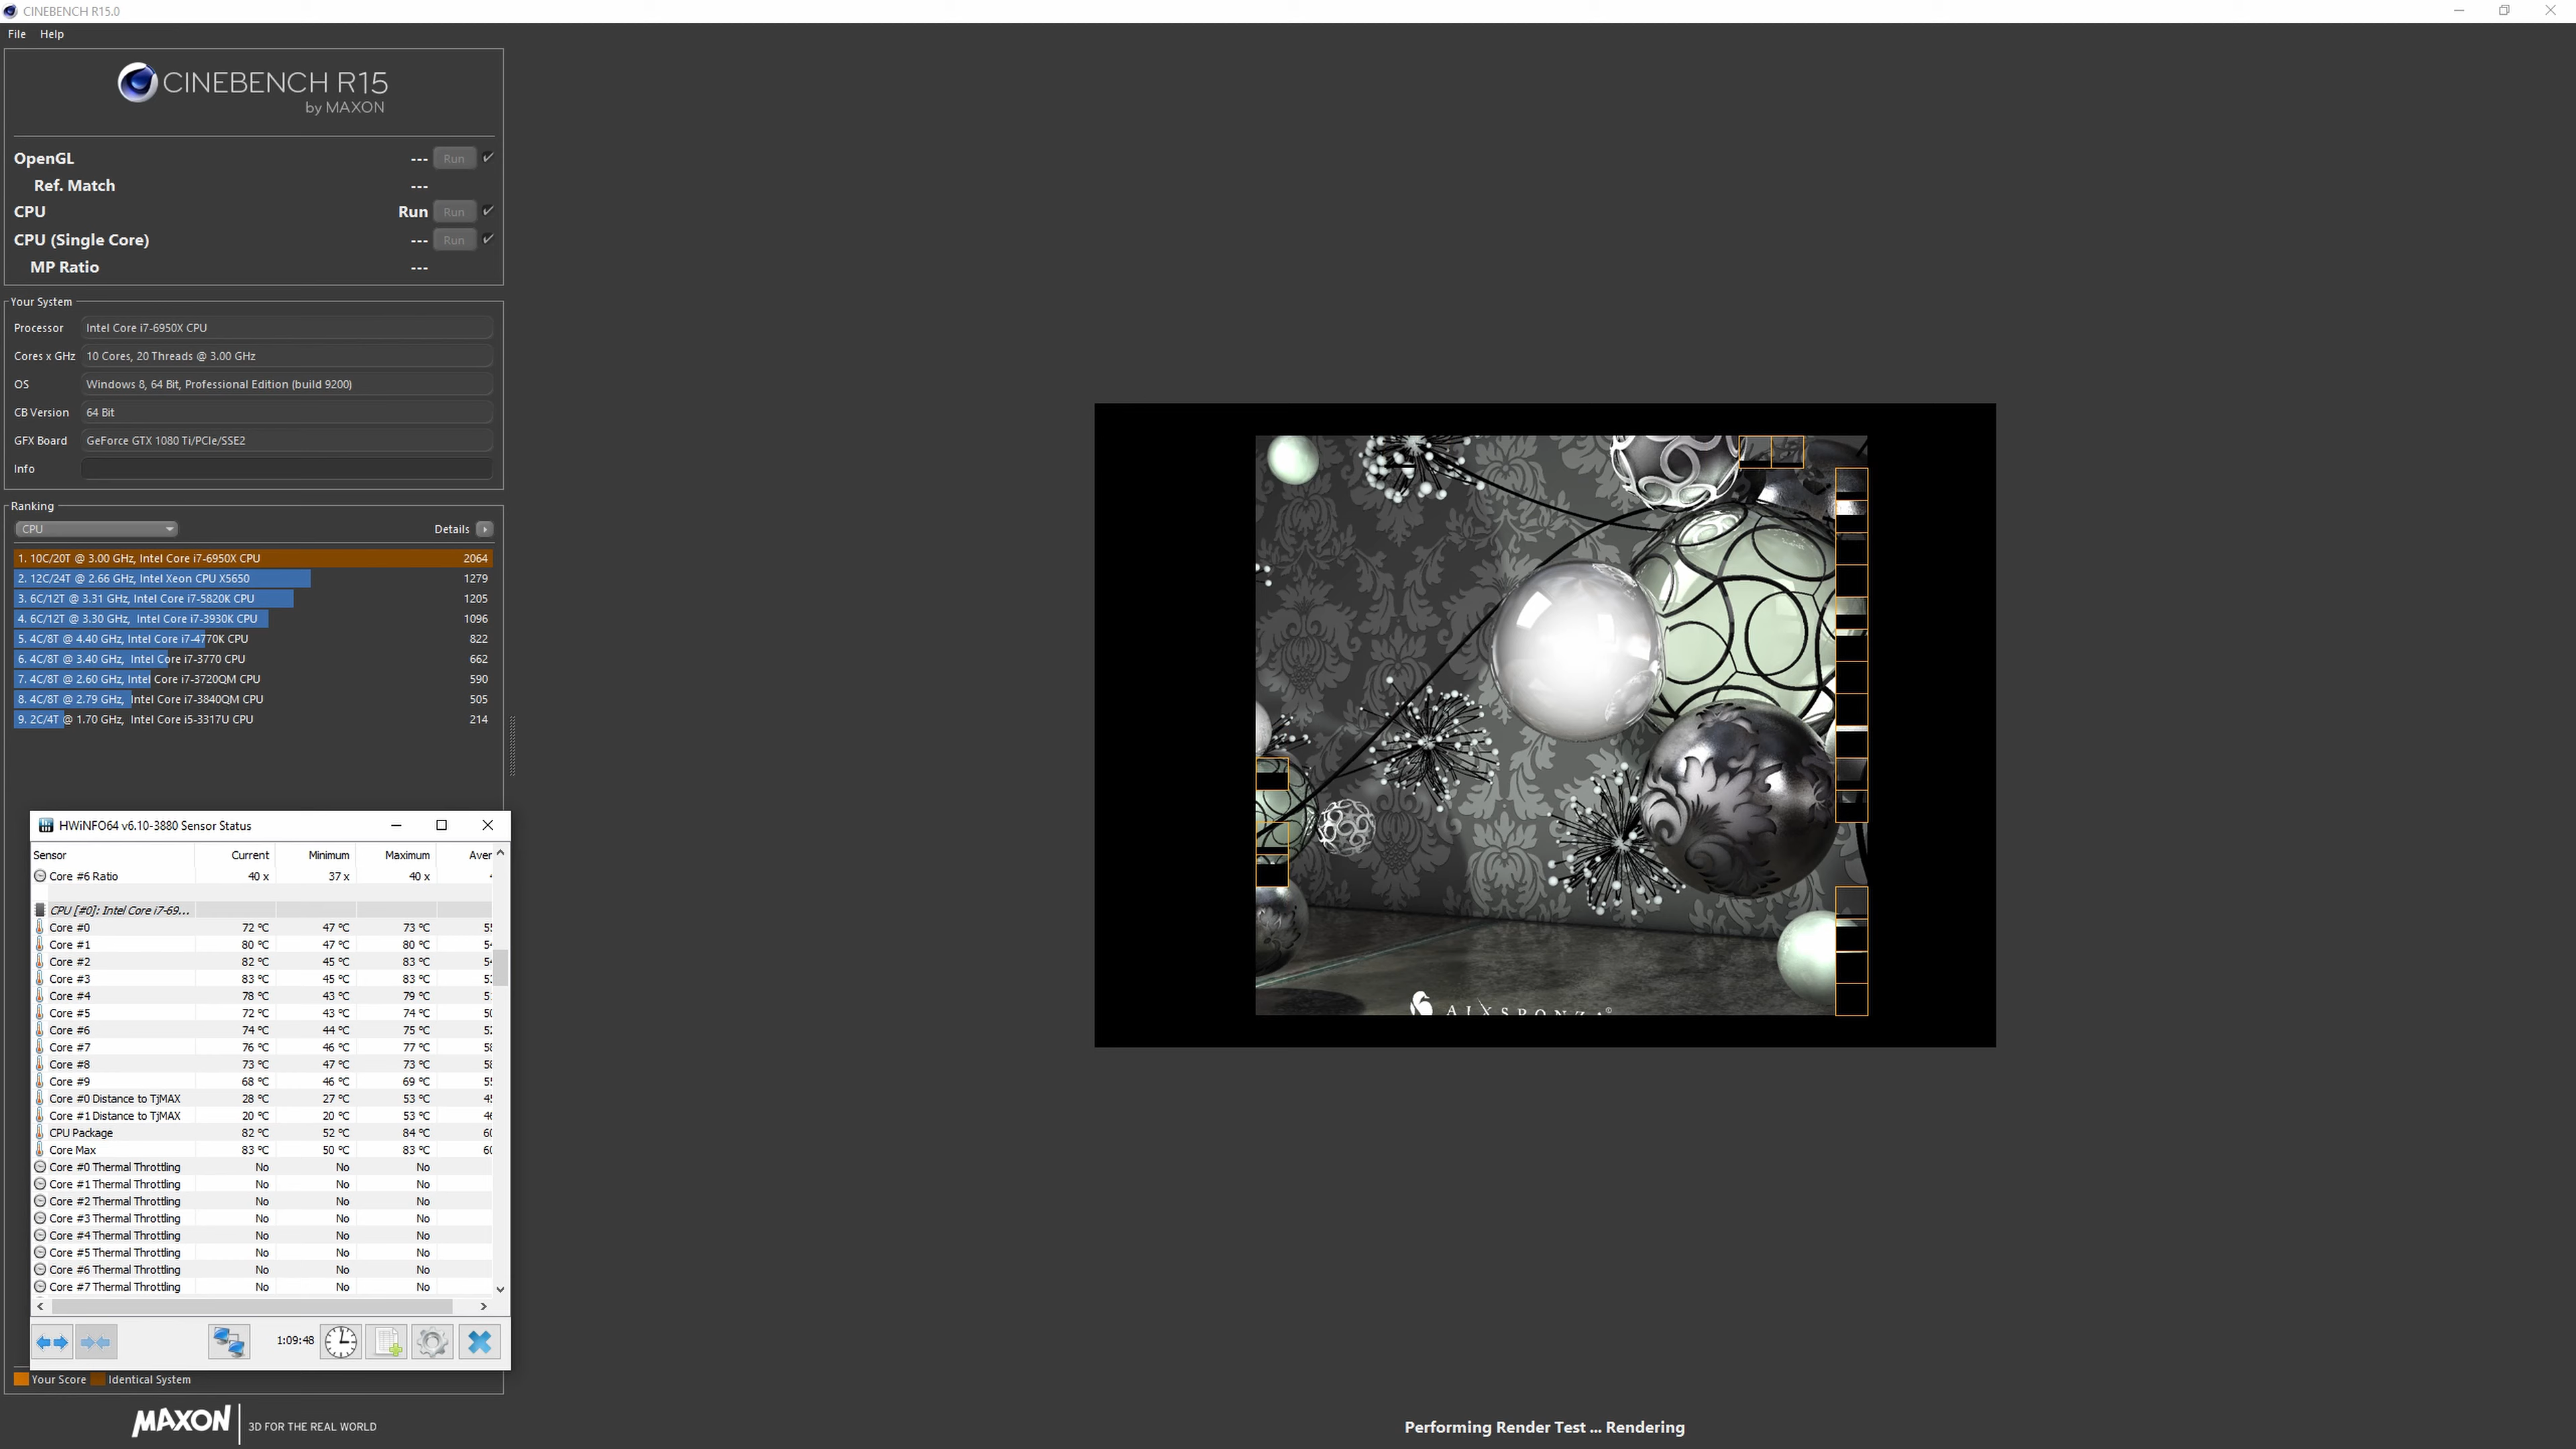 CINEBENCH R15.0
File Help
CINEBENCH R15
by MAXON
OpenGL --- Run
Ref. Match ---
CPU Run Run
CPU (Single Core) --- Run
MP Ratio ---
Your System
Processor Intel Core i7-6950X CPU
Cores x GHz 10 Cores, 20 Threads @ 3.00 GHz
OS Windows 8, 64 Bit, Professional Edition (build 9200)
CB Version 64 Bit
GFX Board GeForce GTX 1080 Ti/PCIe/SSE2
Info
Ranking
CPU Details
1. 10C/20T @ 3.00 GHz, Intel Core i7-6950X CPU 2064
2. 12C/24T @ 2.66 GHz, Intel Xeon CPU X5650 1279
3. 6C/12T @ 3.31 GHz, Intel Core i7-5820K CPU 1205
4. 6C/12T @ 3.30 GHz, Intel Core i7-3930K CPU 1096
5. 4C/8T @ 4.40 GHz, Intel Core i7-4770K CPU 822
6. 4C/8T @ 3.40 GHz, Intel Core i7-3770 CPU 662
7. 4C/8T @ 2.60 GHz, Intel Core i7-3720QM CPU 590
8. 4C/8T @ 2.79 GHz, Intel Core i7-3840QM CPU 505
9. 2C/4T @ 1.70 GHz, Intel Core i5-3317U CPU 214
HWiNFO64 v6.10-3880 Sensor Status
Sensor Current Minimum Maximum Aver
Core #6 Ratio 40 x 37 x 40 x
CPU [#0]: Intel Core i7-69...
Core #0 72 °C 47 °C 73 °C
Core #1 80 °C 47 °C 80 °C
Core #2 82 °C 45 °C 83 °C
Core #3 83 °C 45 °C 83 °C
Core #4 78 °C 43 °C 79 °C
Core #5 72 °C 43 °C 74 °C
Core #6 74 °C 44 °C 75 °C
Core #7 76 °C 46 °C 77 °C
Core #8 73 °C 47 °C 73 °C
Core #9 68 °C 46 °C 69 °C
Core #0 Distance to TjMAX 28 °C 27 °C 53 °C
Core #1 Distance to TjMAX 20 °C 20 °C 53 °C
CPU Package 82 °C 52 °C 84 °C
Core Max 83 °C 50 °C 83 °C
Core #0 Thermal Throttling No No No
Core #1 Thermal Throttling No No No
Core #2 Thermal Throttling No No No
Core #3 Thermal Throttling No No No
Core #4 Thermal Throttling No No No
Core #5 Thermal Throttling No No No
Core #6 Thermal Throttling No No No
Core #7 Thermal Throttling No No No
1:09:48
Your Score Identical System
MAXON 3D FOR THE REAL WORLD
Performing Render Test ... Rendering